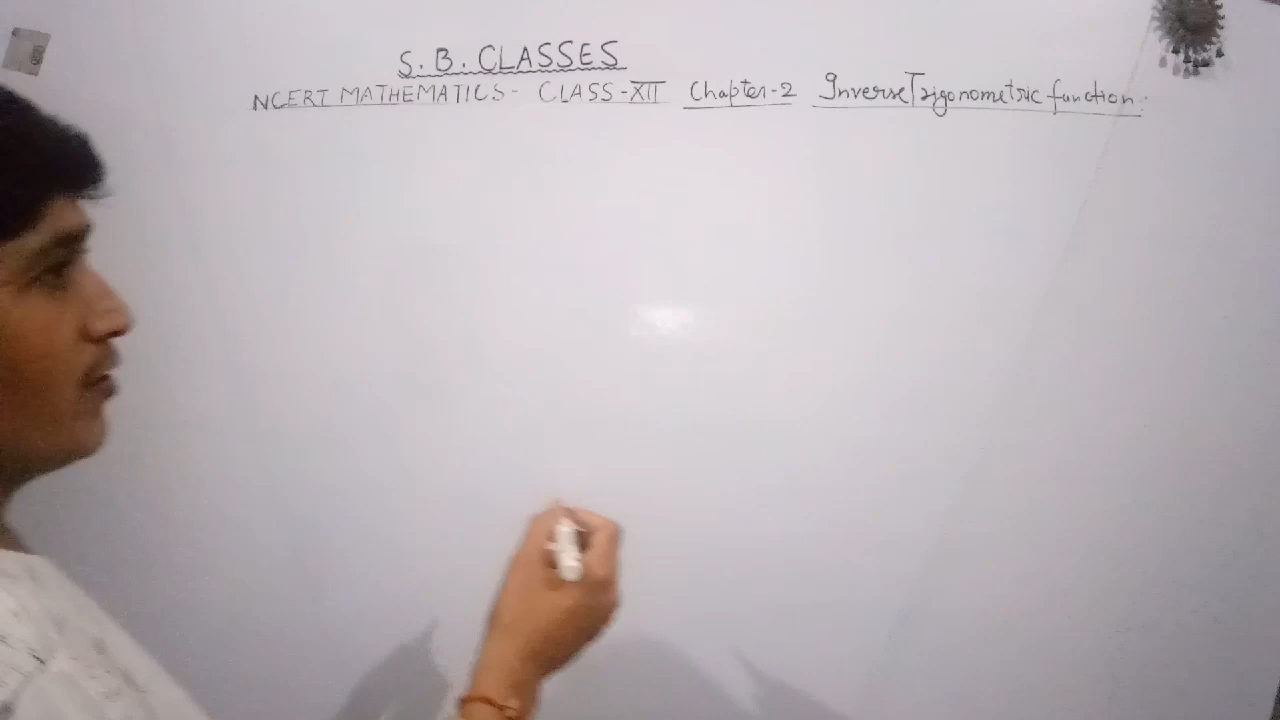 S. B. CLASSES
NCERT MATHEMATICS - CLASS - XII Chapter - 2 Inverse Trigonometric function.